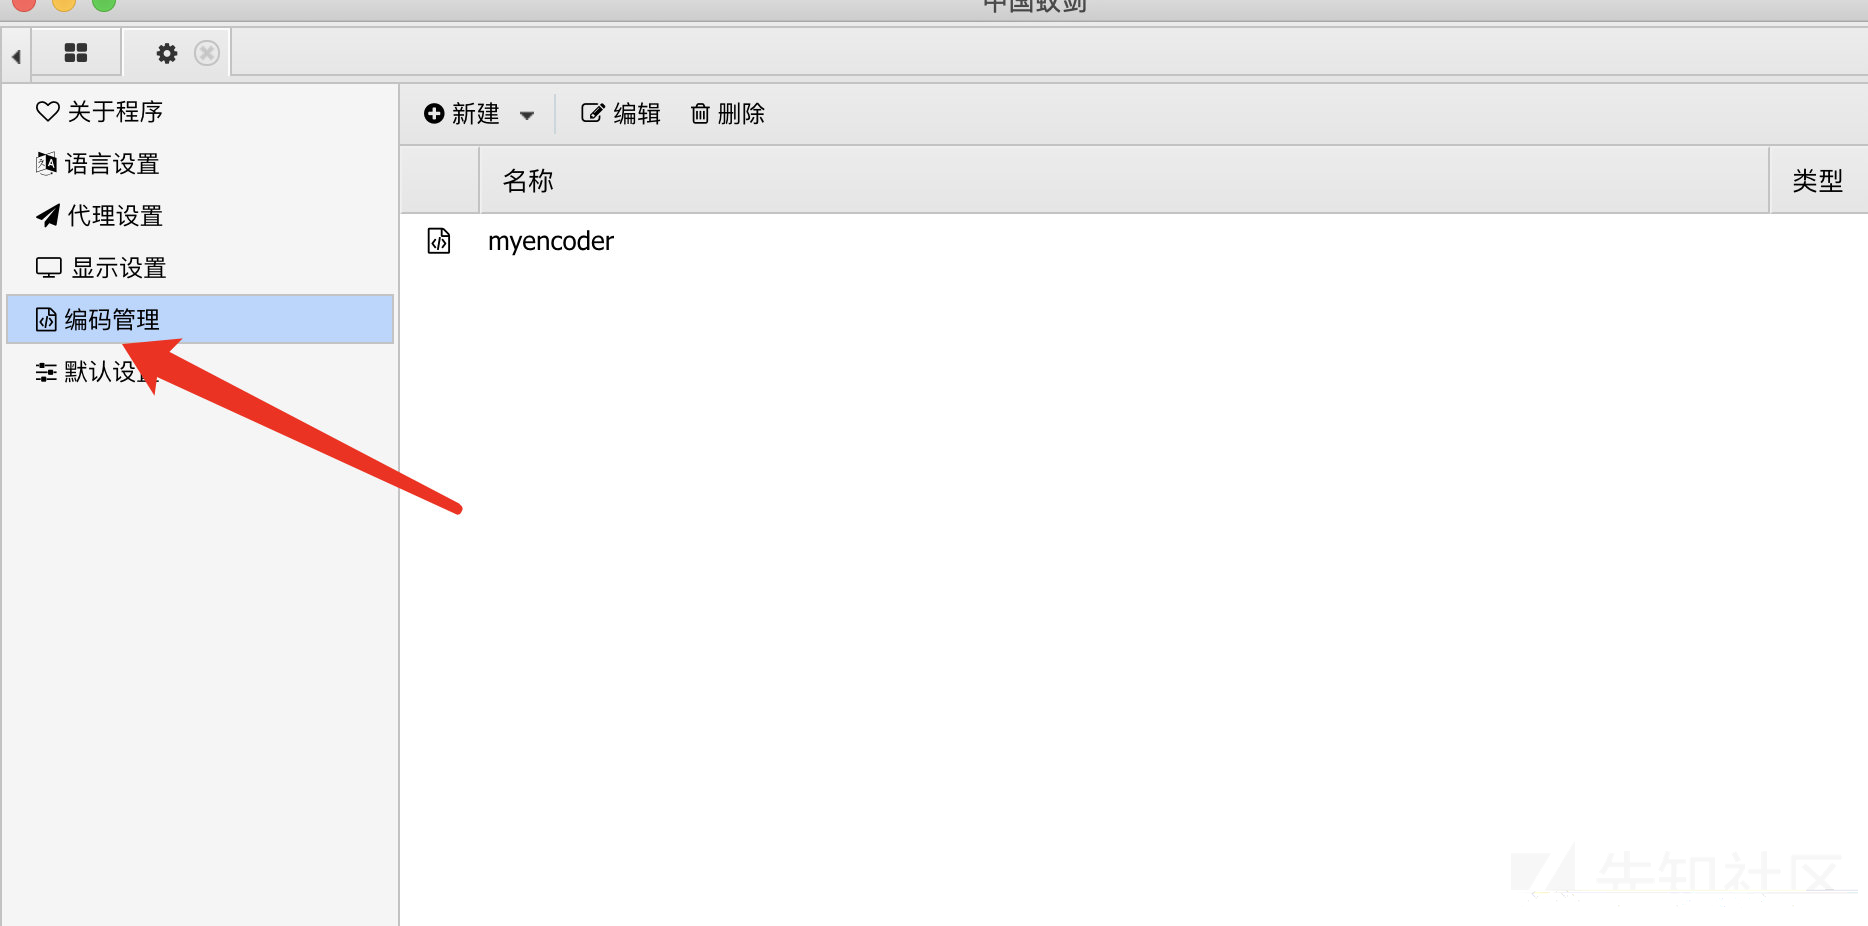 中国蚁剑
关于程序
语言设置
代理设置
显示设置
编码管理
默认设置
新建 编辑 删除
名称 类型
myencoder
先知社区